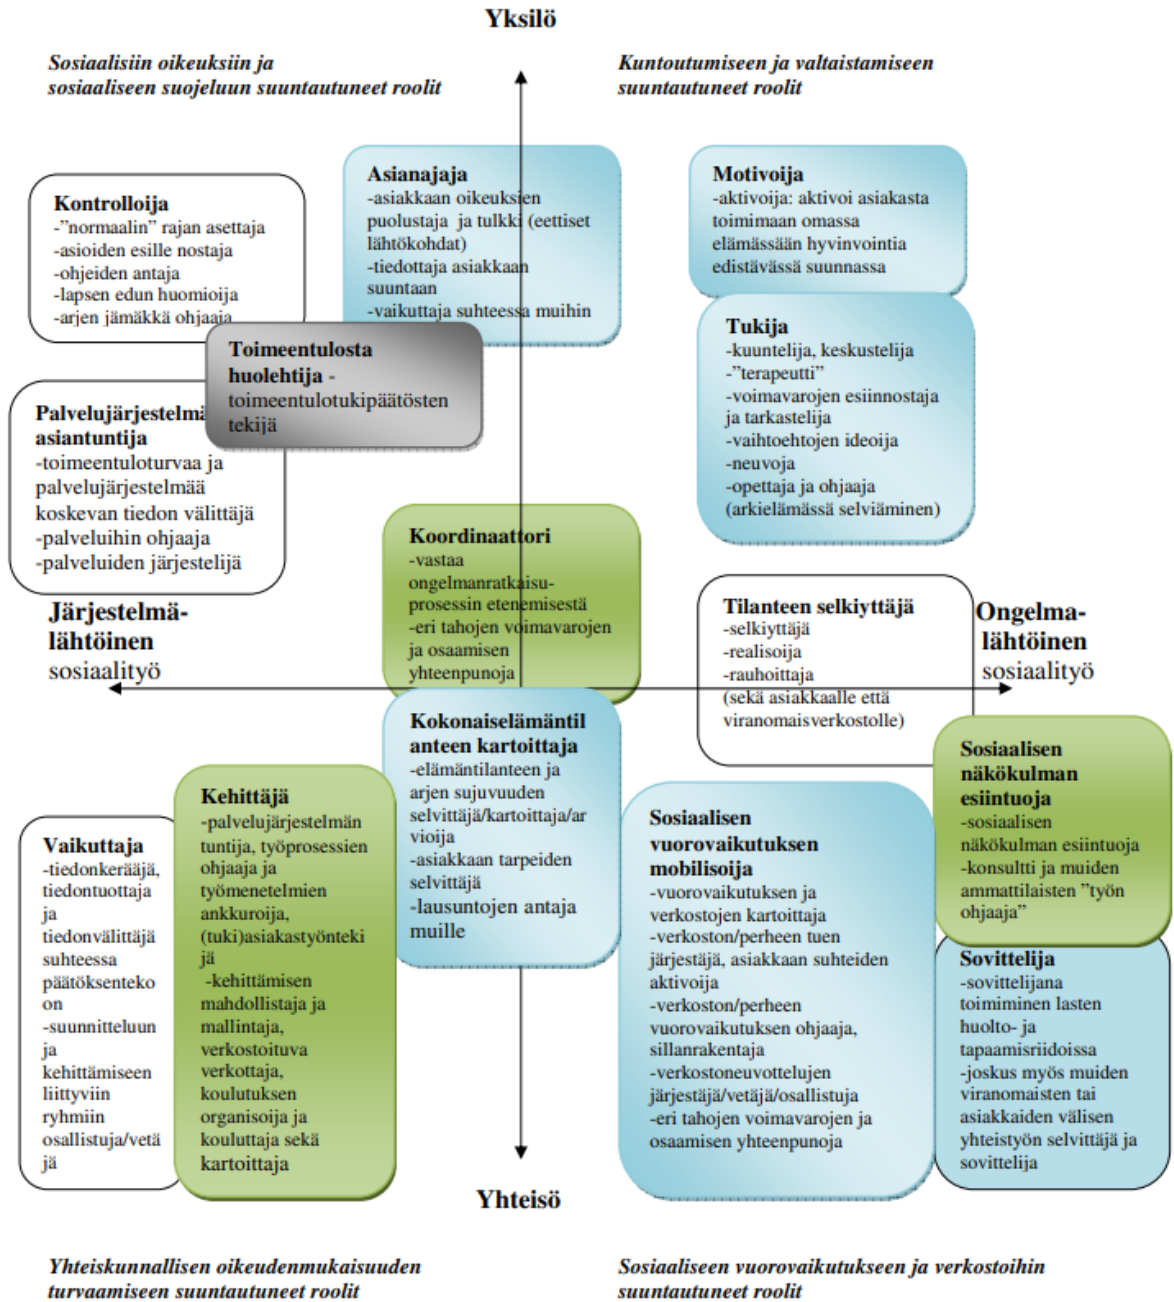 Yksilö
Sosiaalisiin oikeuksiin ja
sosiaaliseen suojeluun suuntautuneet roolit
Kuntoutumiseen ja valtaistamiseen
suuntautuneet roolit
Kontrolloija
-”normaalin” rajan asettaja
-asioiden esille nostaja
-ohjeiden antaja
-lapsen edun huomioija
-arjen jämäkkä ohjaaja
Asianajaja
-asiakkaan oikeuksien
puolustaja ja tulkki (eettiset
lähtökohdat)
-tiedottaja asiakkaan
suuntaan
-vaikuttaja suhteessa muihin
Motivoija
-aktivoija: aktivoi asiakasta
toimimaan omassa
elämässään hyvinvointia
edistävässä suunnassa
Toimeentulosta
huolehtija -
toimeentulotukipäätösten
tekijä
Tukija
-kuuntelija, keskustelija
-”terapeutti”
-voimavarojen esiinnostaja
ja tarkastelija
-vaihtoehtojen ideoija
-neuvoja
-opettaja ja ohjaaja
(arkielämässä selviäminen)
Palvelujärjestelmä
asiantuntija
-toimeentuloturvaa ja
palvelujärjestelmää
koskevan tiedon välittäjä
-palveluihin ohjaaja
-palveluiden järjestelijä
Koordinaattori
-vastaa
ongelmanratkaisu-
prosessin etenemisestä
-eri tahojen voimavarojen
ja osaamisen
yhteenpunoja
Tilanteen selkiyttäjä
-selkiyttäjä
-realisoija
-rauhoittaja
(sekä asiakkaalle että
viranomaisverkostolle)
Järjestelmä-
lähtöinen
sosiaalityö
Ongelma-
lähtöinen
sosiaalityö
Kokonaiselämäntil
anteen kartoittaja
-elämäntilanteen ja
arjen sujuvuuden
selvittäjä/kartoittaja/ar
vioija
-asiakkaan tarpeiden
selvittäjä
-lausuntojen antaja
muille
Sosiaalisen
näkökulman
esiintuoja
-sosiaalisen
näkökulman esiintuoja
-konsultti ja muiden
ammattilaisten ”työn
ohjaaja”
Vaikuttaja
-tiedonkerääjä,
tiedontuottaja
ja
tiedonvälittäjä
suhteessa
päätöksenteko
on
-suunnitteluun
ja
kehittämiseen
liittyviin
ryhmiin
osallistuja/vetä
jä
Kehittäjä
-palvelujärjestelmän
tuntija, työprosessien
ohjaaja ja
työmenetelmien
ankkuroija,
(tuki)asiakastyönteki
jä
-kehittämisen
mahdollistaja ja
mallintaja,
verkostoituva
verkottaja,
koulutuksen
organisoija ja
kouluttaja sekä
kartoittaja
Sosiaalisen
vuorovaikutuksen
mobilisoija
-vuorovaikutuksen ja
verkostojen kartoittaja
-verkoston/perheen tuen
järjestäjä, asiakkaan suhteiden
aktivoija
-verkoston/perheen
vuorovaikutuksen ohjaaja,
sillanrakentaja
-verkostoneuvottelujen
järjestäjä/vetäjä/osallistuja
-eri tahojen voimavarojen ja
osaamisen yhteenpunoja
Sovittelija
-sovittelijana
toimiminen lasten
huolto- ja
tapaamisriidoissa
-joskus myös muiden
viranomaisten tai
asiakkaiden välisen
yhteistyön selvittäjä ja
sovittelija
Yhteisö
Yhteiskunnallisen oikeudenmukaisuuden
turvaamiseen suuntautuneet roolit
Sosiaaliseen vuorovaikutukseen ja verkostoihin
suuntautuneet roolit